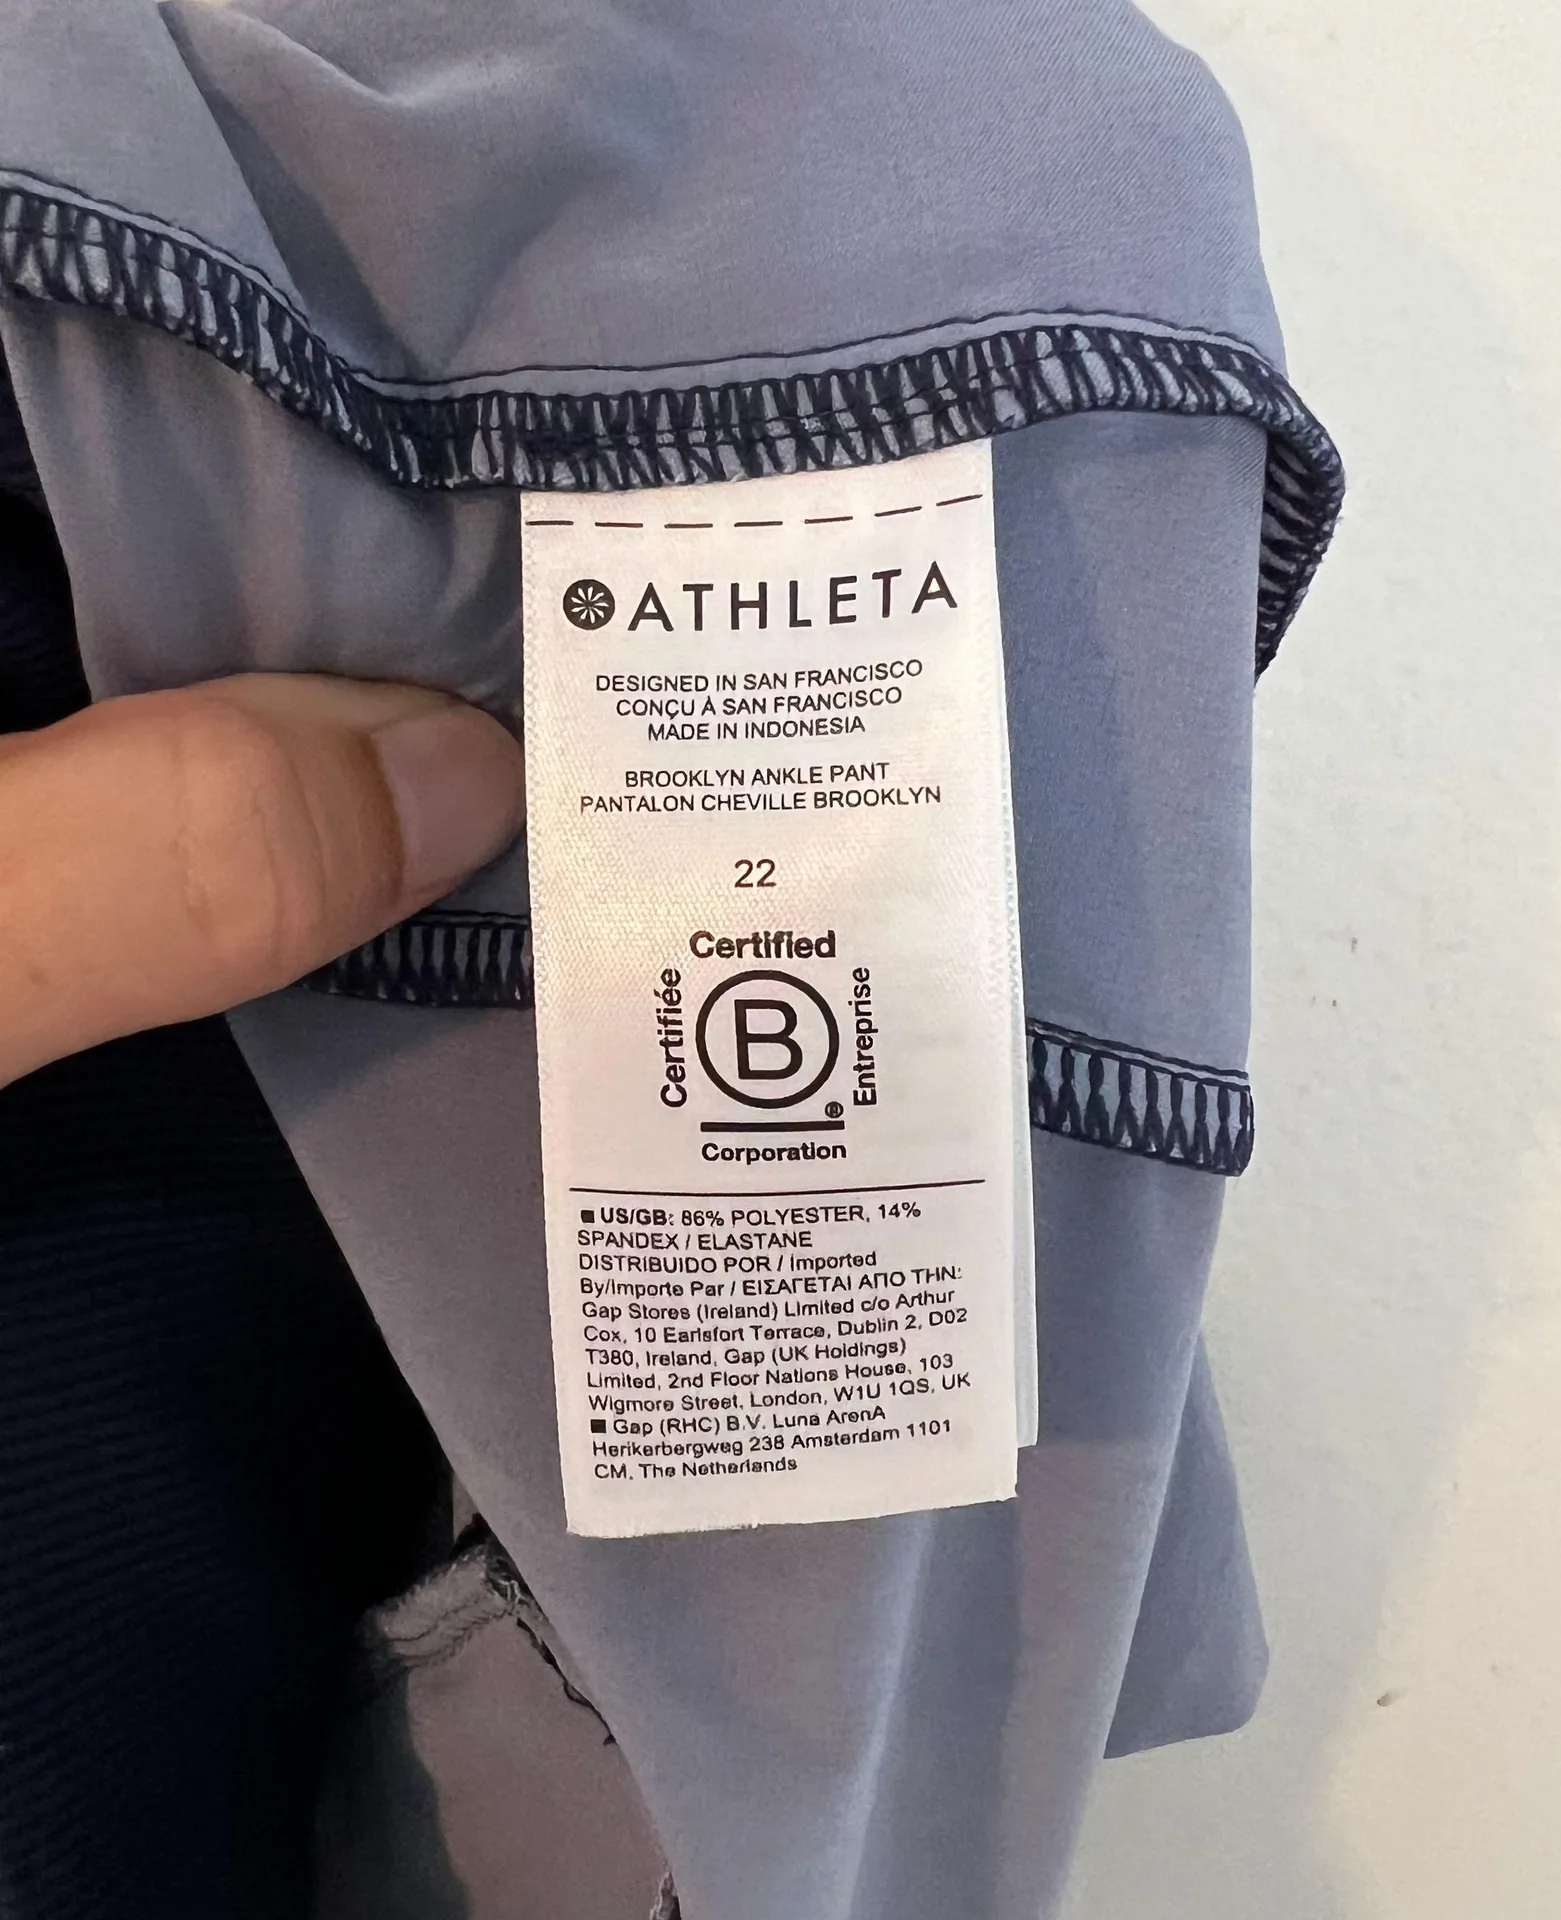 ATHLETA
DESIGNED IN SAN FRANCISCO
CONÇU À SAN FRANCISCO
MADE IN INDONESIA
BROOKLYN ANKLE PANT
PANTALON CHEVILLE BROOKLYN
22
Certified
Certifiée
B
Entreprise
®
Corporation
■ US/GB: 86% POLYESTER, 14%
SPANDEX / ELASTANE
DISTRIBUIDO POR / Imported
By/Importe Par / ΕΙΣΑΓΕΤΑΙ ΑΠΟ ΤΗΝ:
Gap Stores (Ireland) Limited c/o Arthur
Cox, 10 Earlsfort Terrace, Dublin 2, D02
T380, Ireland, Gap (UK Holdings)
Limited, 2nd Floor Nations House, 103
Wigmore Street, London, W1U 1QS, UK
■ Gap (RHC) B.V. Luna ArenA
Herikerbergweg 238 Amsterdam 1101
CM, The Netherlands